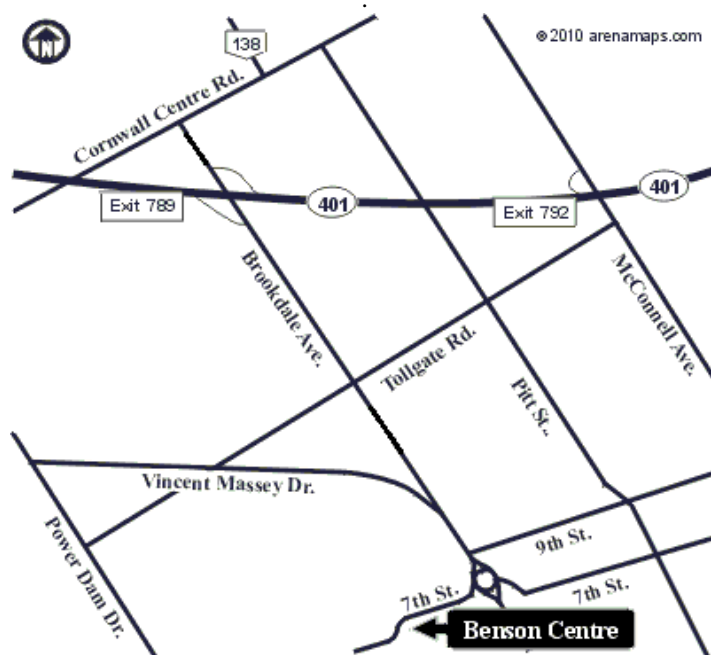 N
138
© 2010 arenamaps.com
Cornwall Centre Rd.
Exit 789
401
Exit 792
401
Brookdale Ave.
McConnell Ave.
Tollgate Rd.
Pitt St.
Vincent Massey Dr.
Power Dam Dr.
9th St.
7th St.
7th St.
Benson Centre